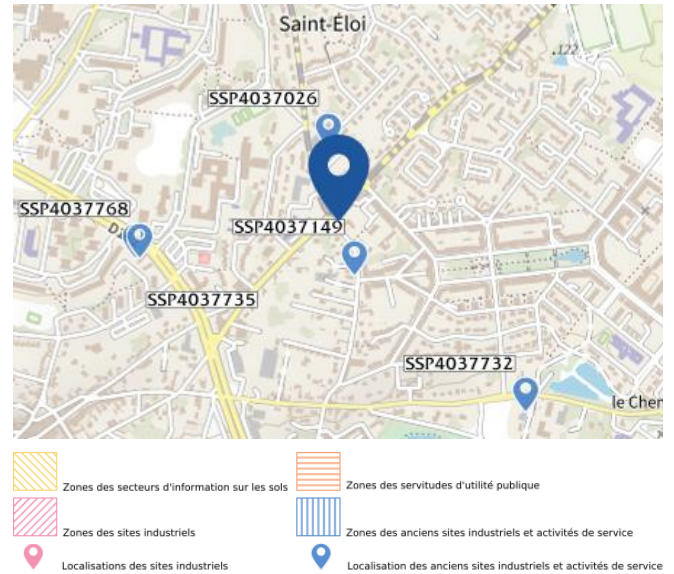 Saint-Éloi
.122
SSP4037026
SSP4037768
SSP4037149
SSP4037735
SSP4037732
le Cher
Zones des secteurs d'information sur les sols
Zones des servitudes d'utilité publique
Zones des sites industriels
Zones des anciens sites industriels et activités de service
Localisations des sites industriels
Localisation des anciens sites industriels et activités de service